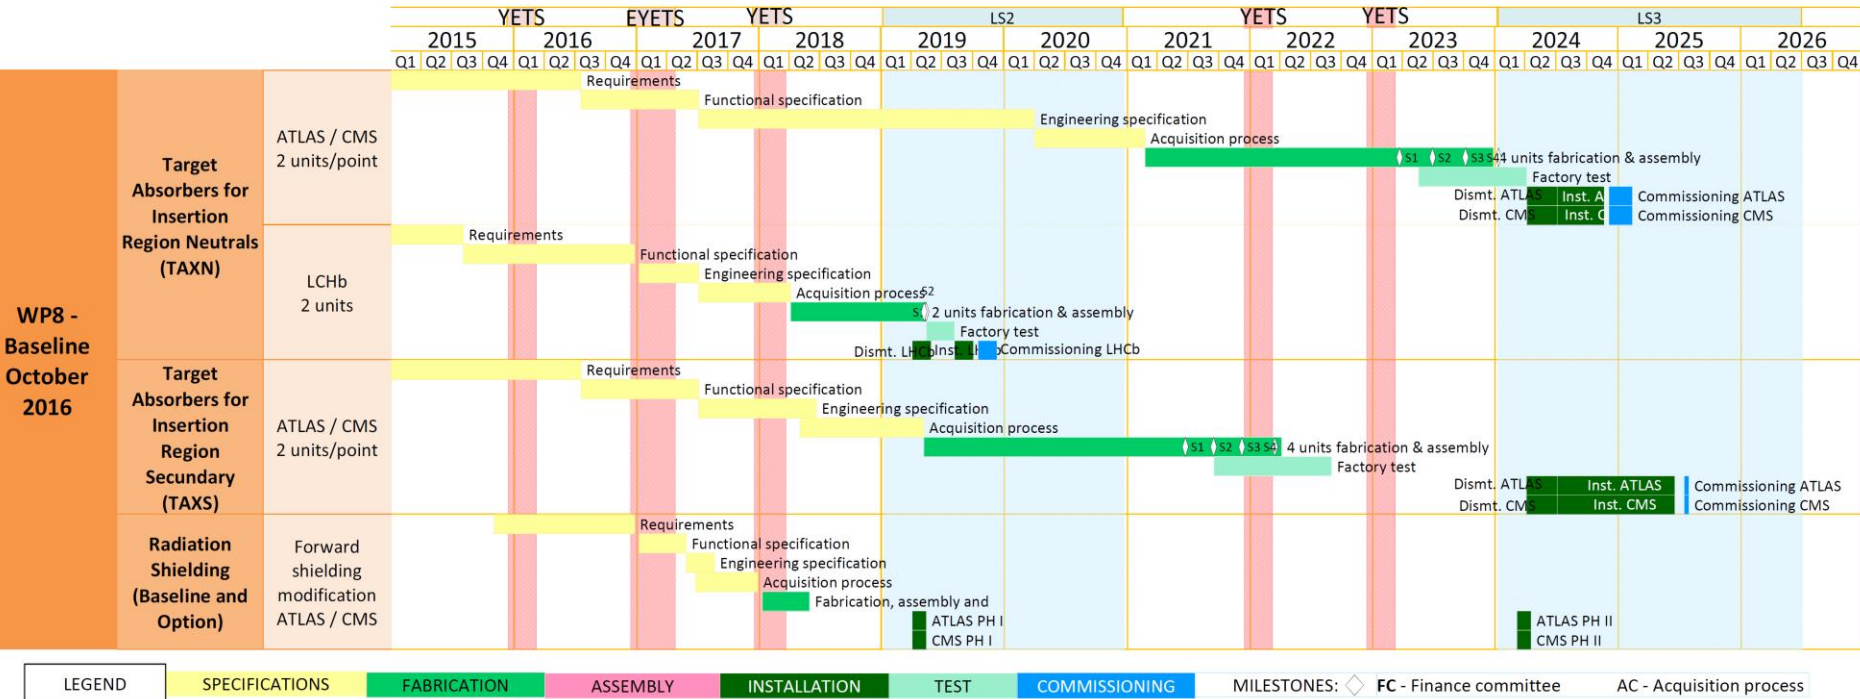 YETS EYETS YETS LS2 YETS YETS LS3
2015 2016 2017 2018 2019 2020 2021 2022 2023 2024 2025 2026
Q1 Q2 Q3 Q4 Q1 Q2 Q3 Q4 Q1 Q2 Q3 Q4 Q1 Q2 Q3 Q4 Q1 Q2 Q3 Q4 Q1 Q2 Q3 Q4 Q1 Q2 Q3 Q4 Q1 Q2 Q3 Q4 Q1 Q2 Q3 Q4 Q1 Q2 Q3 Q4 Q1 Q2 Q3 Q4 Q1 Q2 Q3 Q4
WP8 -
Baseline
October
2016
Target
Absorbers for
Insertion
Region Neutrals
(TAXN)
ATLAS / CMS
2 units/point
Requirements
Functional specification
Engineering specification
Acquisition process
S1 S2 S3 S4 4 units fabrication & assembly
Factory test
Dismt. ATLAS Inst. A Commissioning ATLAS
Dismt. CMS Inst. C Commissioning CMS
LCHb
2 units
Requirements
Functional specification
Engineering specification
Acquisition process S2
2 units fabrication & assembly
Factory test
Dismt. LHCb Inst. LHCb Commissioning LHCb
Target
Absorbers for
Insertion
Region
Secundary
(TAXS)
ATLAS / CMS
2 units/point
Requirements
Functional specification
Engineering specification
Acquisition process
S1 S2 S3 S4 4 units fabrication & assembly
Factory test
Dismt. ATLAS Inst. ATLAS Commissioning ATLAS
Dismt. CMS Inst. CMS Commissioning CMS
Radiation
Shielding
(Baseline and
Option)
Forward
shielding
modification
ATLAS / CMS
Requirements
Functional specification
Engineering specification
Acquisition process
Fabrication, assembly and
ATLAS PH I ATLAS PH II
CMS PH I CMS PH II
LEGEND SPECIFICATIONS FABRICATION ASSEMBLY INSTALLATION TEST COMMISSIONING MILESTONES: FC - Finance committee AC - Acquisition process